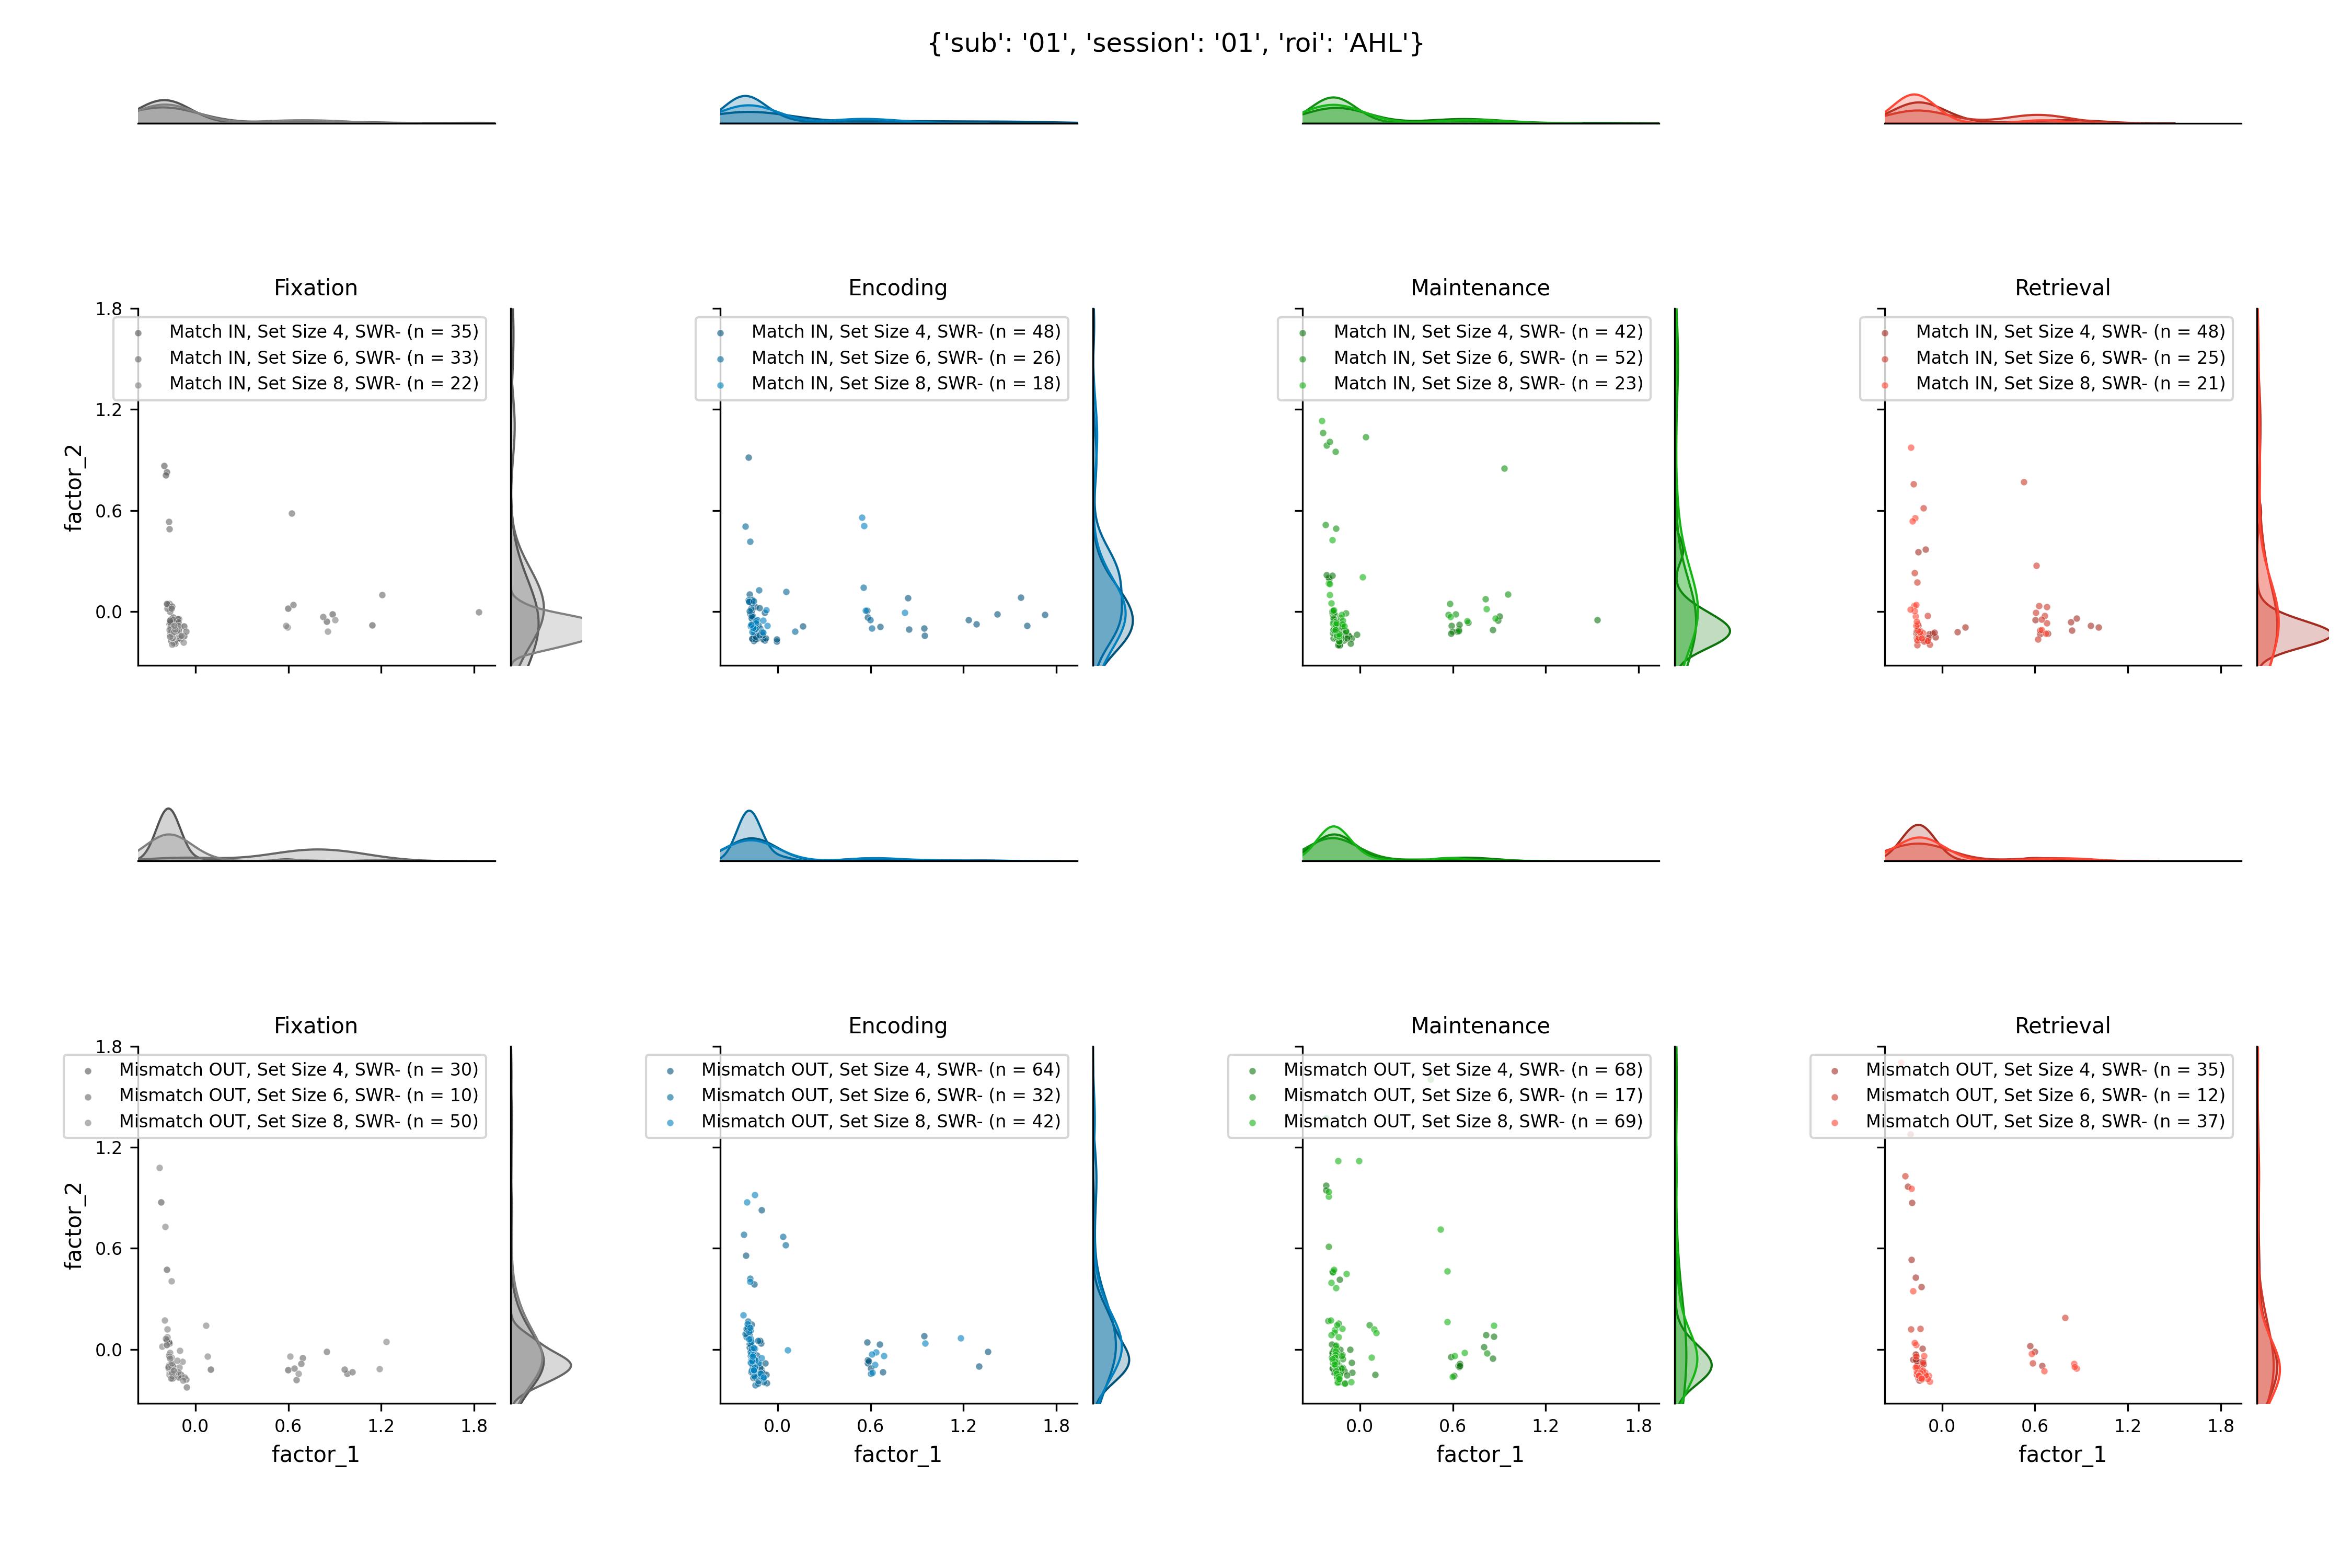 {'sub': '01', 'session': '01', 'roi': 'AHL'}
Fixation
Encoding
Maintenance
Retrieval
1.8
Match IN, Set Size 4, SWR- (n = 35)
Match IN, Set Size 6, SWR- (n = 33)
Match IN, Set Size 8, SWR- (n = 22)
Match IN, Set Size 4, SWR- (n = 48)
Match IN, Set Size 6, SWR- (n = 26)
Match IN, Set Size 8, SWR- (n = 18)
Match IN, Set Size 4, SWR- (n = 42)
Match IN, Set Size 6, SWR- (n = 52)
Match IN, Set Size 8, SWR- (n = 23)
Match IN, Set Size 4, SWR- (n = 48)
Match IN, Set Size 6, SWR- (n = 25)
Match IN, Set Size 8, SWR- (n = 21)
1.2
factor_2
0.6
0.0
Fixation
Encoding
Maintenance
Retrieval
1.8
Mismatch OUT, Set Size 4, SWR- (n = 30)
Mismatch OUT, Set Size 6, SWR- (n = 10)
Mismatch OUT, Set Size 8, SWR- (n = 50)
Mismatch OUT, Set Size 4, SWR- (n = 64)
Mismatch OUT, Set Size 6, SWR- (n = 32)
Mismatch OUT, Set Size 8, SWR- (n = 42)
Mismatch OUT, Set Size 4, SWR- (n = 68)
Mismatch OUT, Set Size 6, SWR- (n = 17)
Mismatch OUT, Set Size 8, SWR- (n = 69)
Mismatch OUT, Set Size 4, SWR- (n = 35)
Mismatch OUT, Set Size 6, SWR- (n = 12)
Mismatch OUT, Set Size 8, SWR- (n = 37)
1.2
factor_2
0.6
0.0
0.0 0.6 1.2 1.8
0.0 0.6 1.2 1.8
0.0 0.6 1.2 1.8
0.0 0.6 1.2 1.8
factor_1
factor_1
factor_1
factor_1